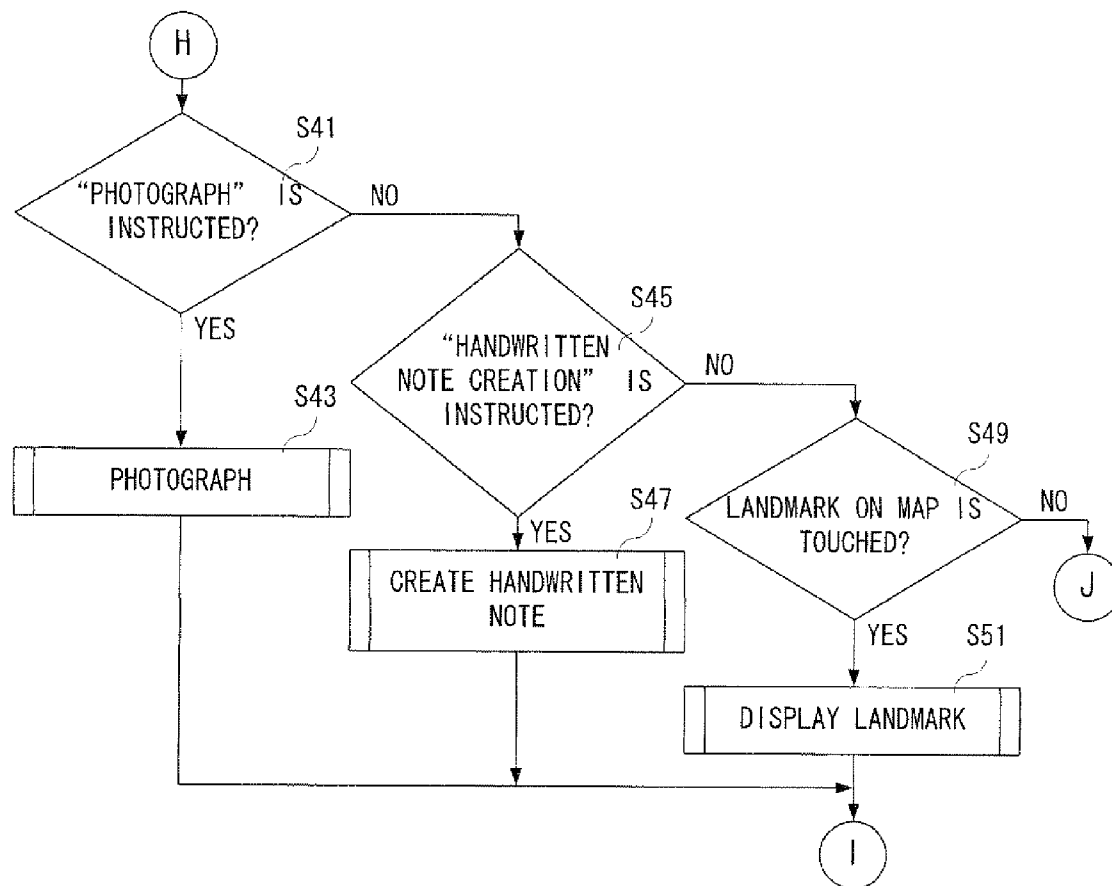 H
S41
“PHOTOGRAPH” IS
INSTRUCTED?
NO
YES
S43
PHOTOGRAPH
S45
“HANDWRITTEN
NOTE CREATION” IS
INSTRUCTED?
NO
YES
S47
CREATE HANDWRITTEN
NOTE
S49
LANDMARK ON MAP IS
TOUCHED?
NO
J
YES
S51
DISPLAY LANDMARK
I